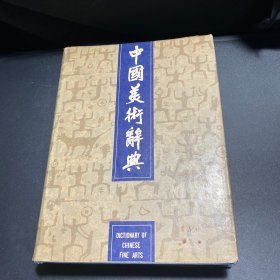 中國美術辭典
DICTIONARY OF
CHINESE
FINE ARTS